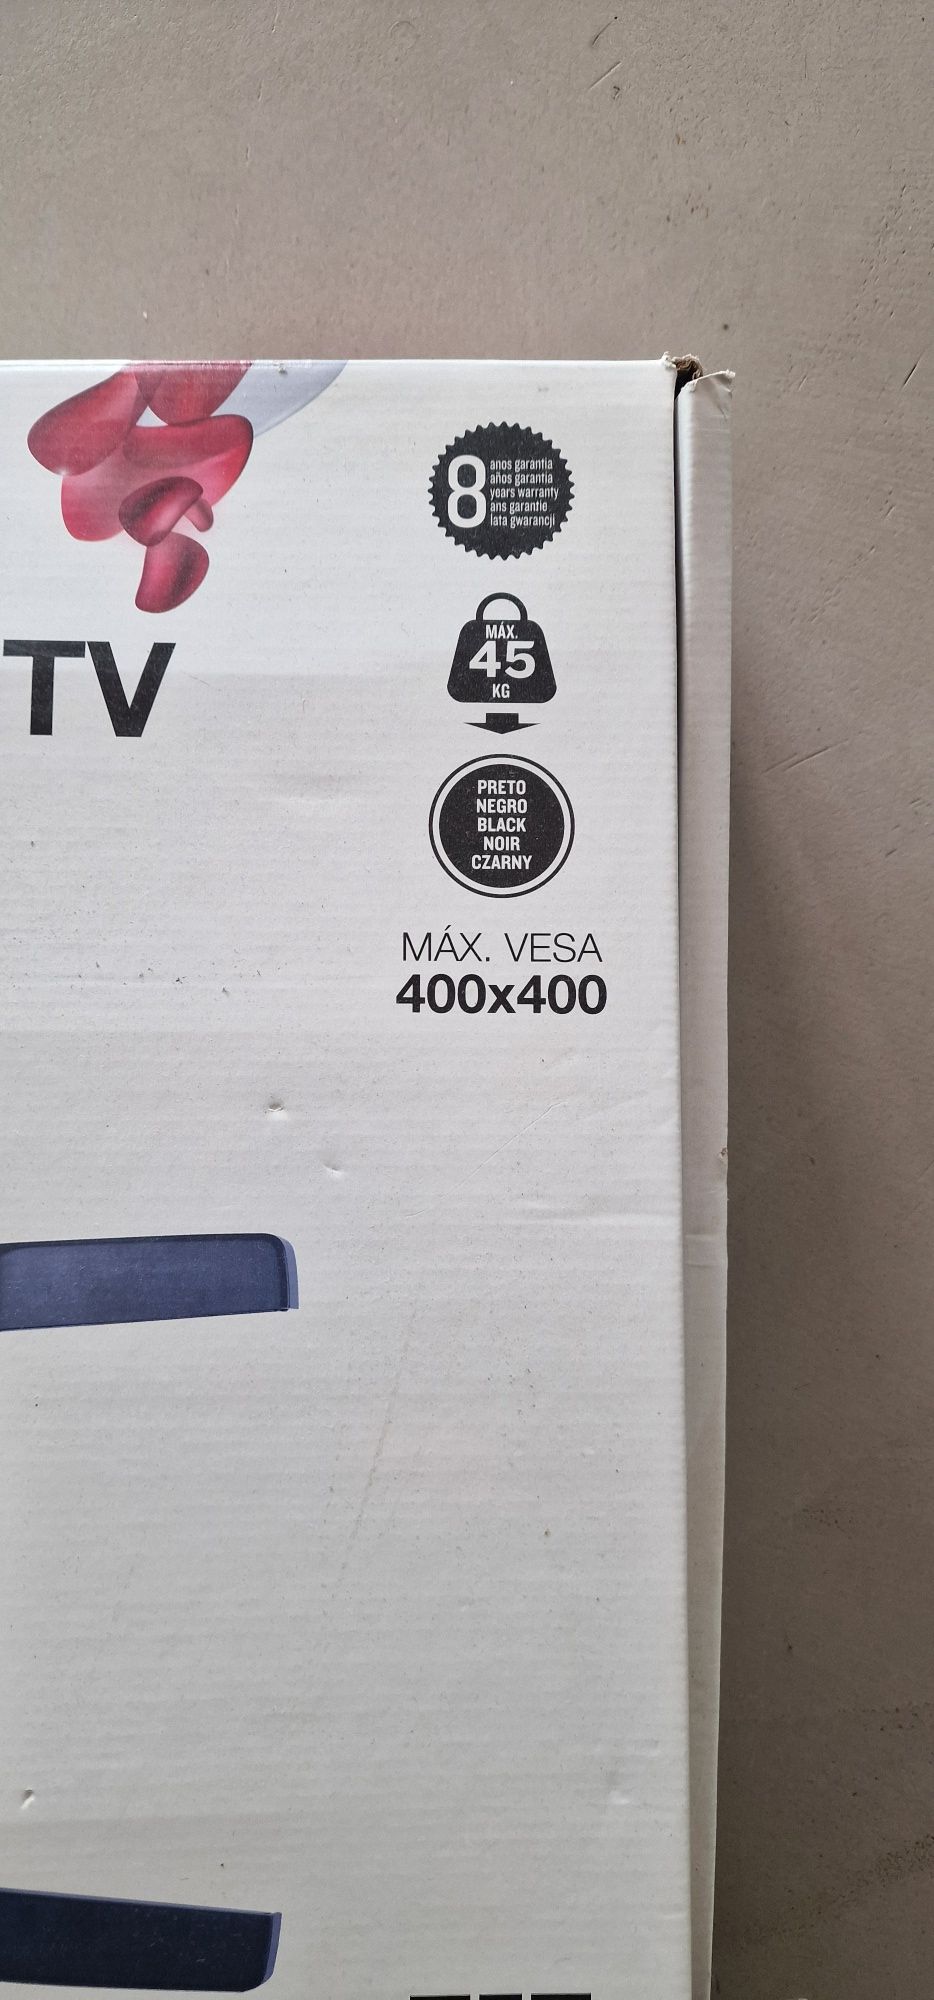 8
anos garantia
años garantia
years warranty
ans garantie
lata gwarancji
TV
MÁX.
45
KG
PRETO
NEGRO
BLACK
NOIR
CZARNY
MÁX. VESA
400x400